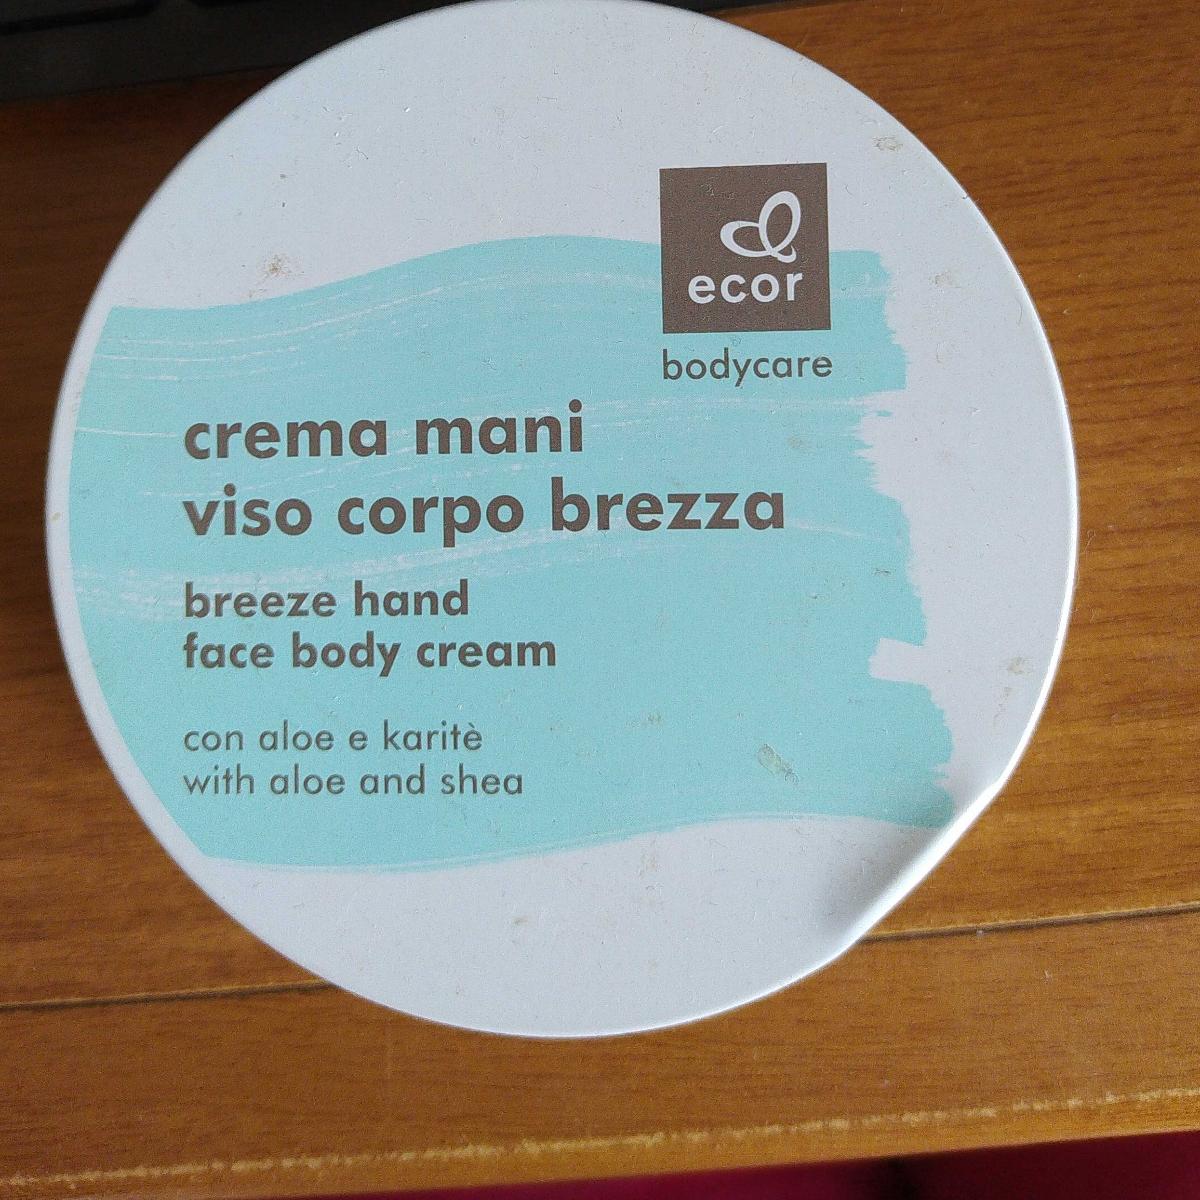 ecor
bodycare
crema mani
viso corpo brezza
breeze hand
face body cream
con aloe e karitè
with aloe and shea